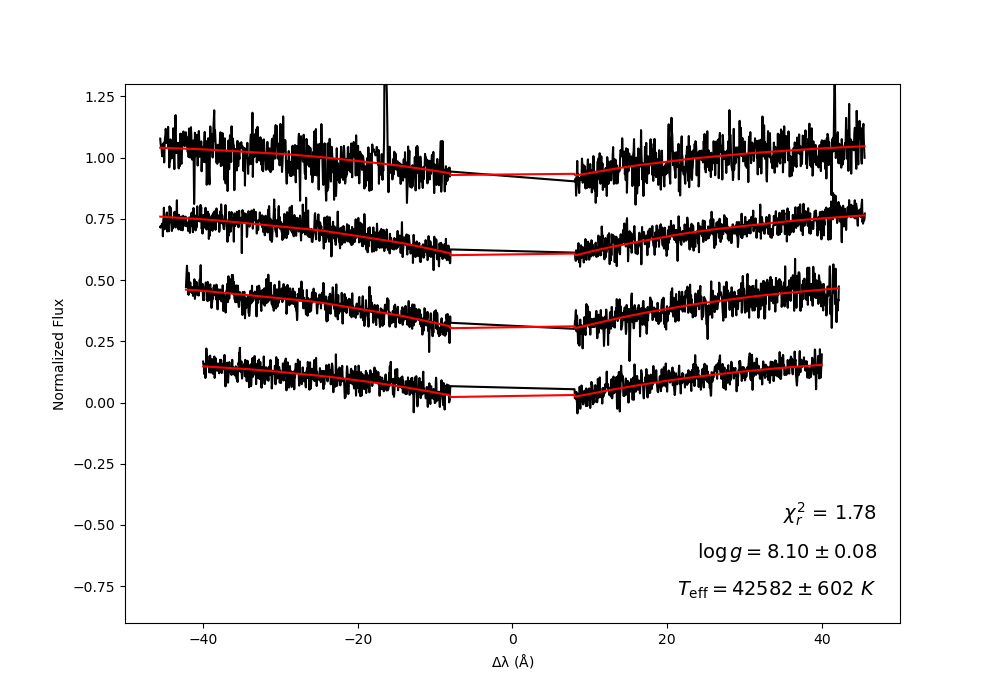 1.25
1.00
0.75
0.50
0.25
0.00
−0.25
−0.50
−0.75
Normalized Flux
χ²ᵣ = 1.78
log g = 8.10 ± 0.08
T_eff = 42582 ± 602 K
−40 −20 0 20 40
Δλ (Å)